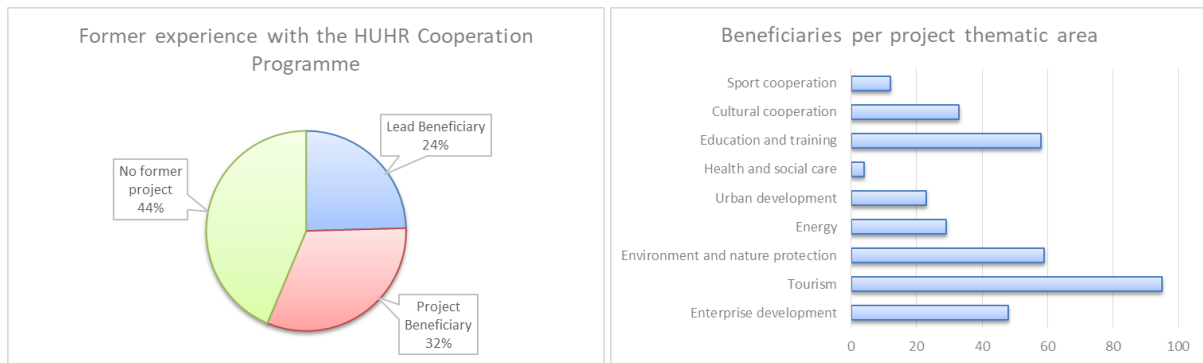 Former experience with the HUHR Cooperation
Programme
Lead Beneficiary
24%
No former
project
44%
Project
Beneficiary
32%
Beneficiaries per project thematic area
Sport cooperation
Cultural cooperation
Education and training
Health and social care
Urban development
Energy
Environment and nature protection
Tourism
Enterprise development
0 20 40 60 80 100